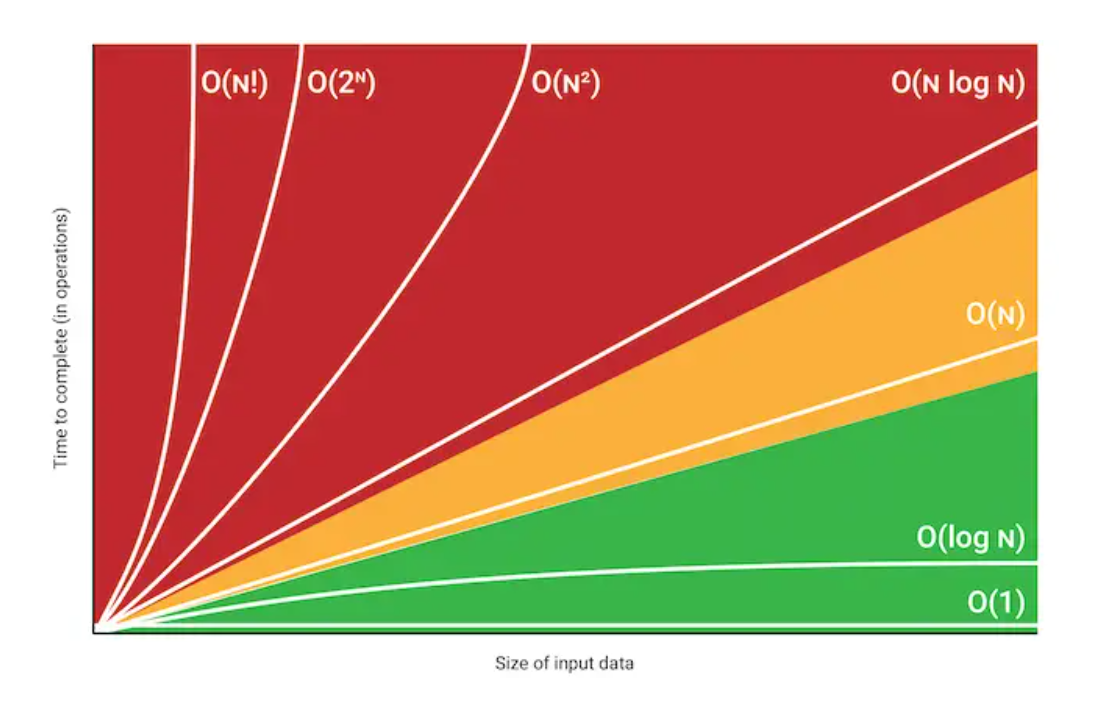 O(N!)
O(2ᴺ)
O(N²)
O(N log N)
O(N)
O(log N)
O(1)
Time to complete (in operations)
Size of input data